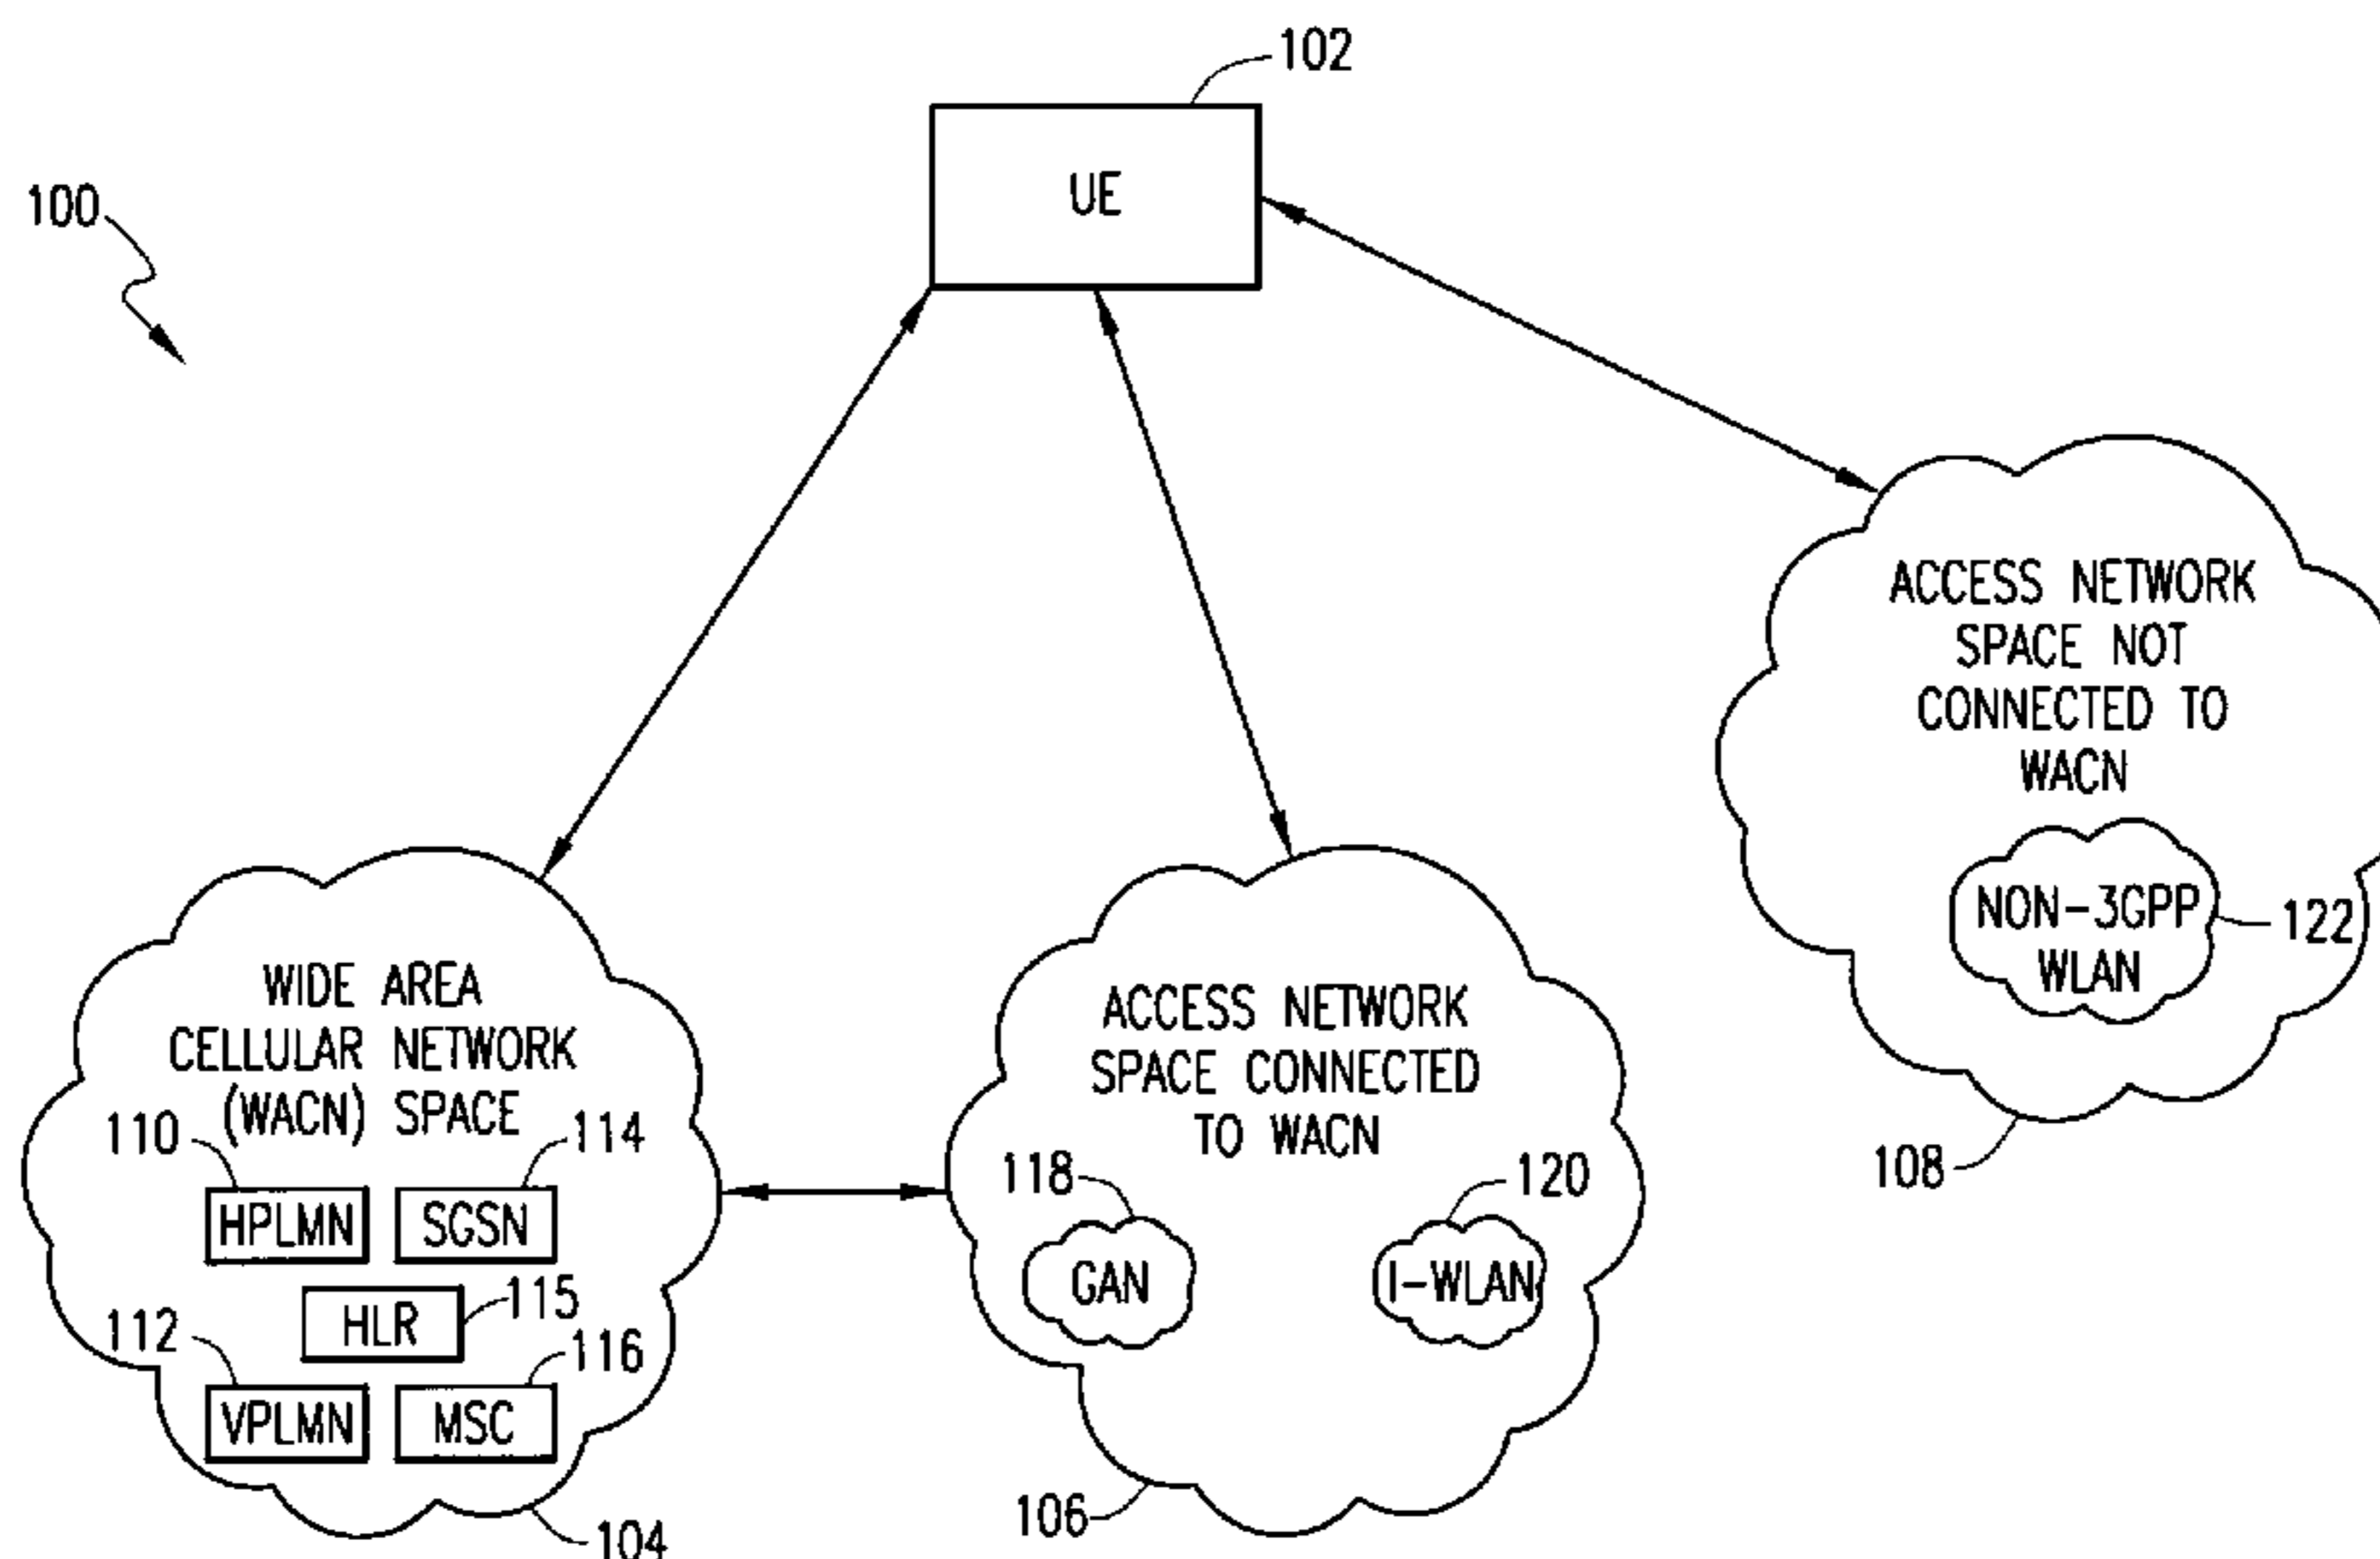 102
UE
100
ACCESS NETWORK
SPACE NOT
CONNECTED TO
WACN
NON-3GPP
WLAN
122
108
WIDE AREA
CELLULAR NETWORK
(WACN) SPACE
110
114
HPLMN
SGSN
115
HLR
112
116
VPLMN
MSC
104
ACCESS NETWORK
SPACE CONNECTED
TO WACN
118
120
GAN
I-WLAN
106